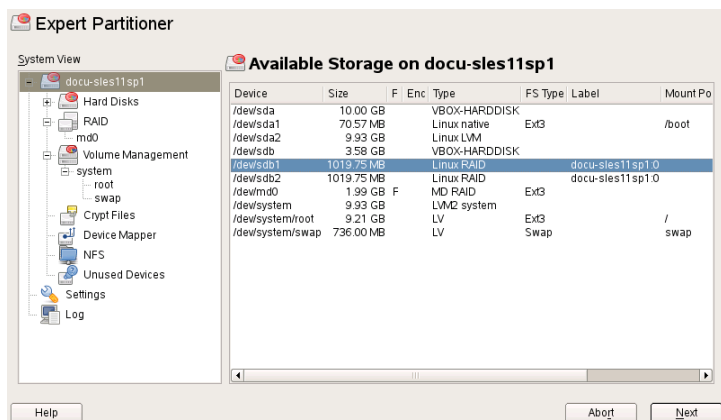 Expert Partitioner
System View
docu-sles11sp1
Hard Disks
RAID
md0
Volume Management
system
root
swap
Crypt Files
Device Mapper
NFS
Unused Devices
Settings
Log
Available Storage on docu-sles11sp1
Device Size F Enc Type FS Type Label Mount Po
/dev/sda 10.00 GB VBOX-HARDDISK
/dev/sda1 70.57 MB Linux native Ext3 /boot
/dev/sda2 9.93 GB Linux LVM
/dev/sdb 3.58 GB VBOX-HARDDISK
/dev/sdb1 1019.75 MB Linux RAID docu-sles11sp1:0
/dev/sdb2 1019.75 MB Linux RAID docu-sles11sp1:0
/dev/md0 1.99 GB F MD RAID Ext3
/dev/system 9.93 GB LVM2 system
/dev/system/root 9.21 GB LV Ext3 /
/dev/system/swap 736.00 MB LV Swap swap
Help Abort Next